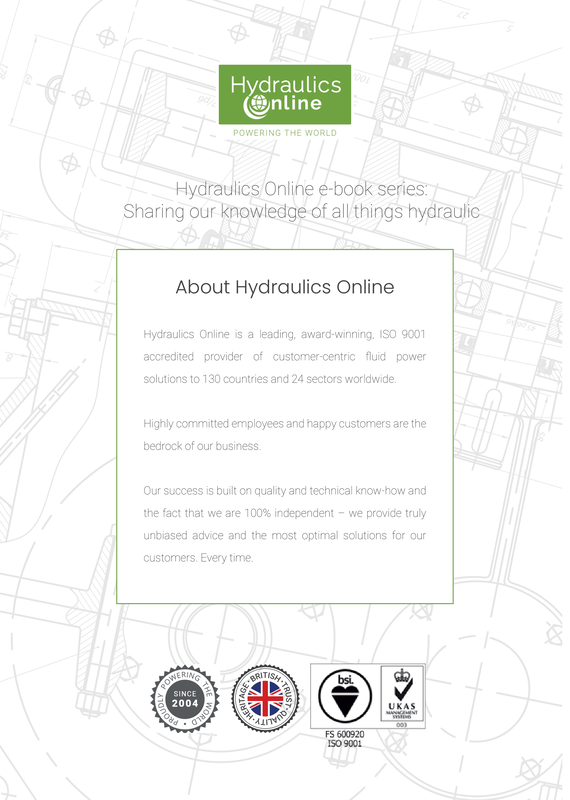 Hydraulics
Online
POWERING THE WORLD
Hydraulics Online e-book series:
Sharing our knowledge of all things hydraulic
About Hydraulics Online
Hydraulics Online is a leading, award-winning, ISO 9001
accredited provider of customer-centric fluid power
solutions to 130 countries and 24 sectors worldwide.
Highly committed employees and happy customers are the
bedrock of our business.
Our success is built on quality and technical know-how and
the fact that we are 100% independent – we provide truly
unbiased advice and the most optimal solutions for our
customers. Every time.
PROUDLY POWERING THE WORLD
SINCE
2004
BRITISH • TRUST • QUALITY • HERITAGE
bsi.
UKAS
MANAGEMENT
SYSTEMS
003
FS 600920
ISO 9001